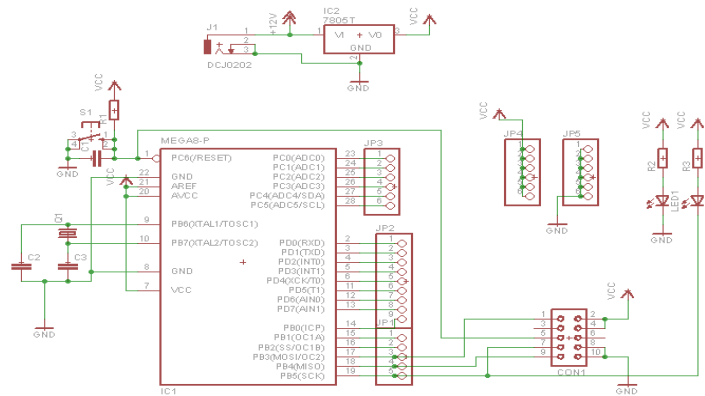 J1
DCJ0202
1
2
3
+12V
IC2
7805T
VI
VO
GND
1
2
3
VCC
GND
VCC
R1
S1
3
4
1
2
C1
GND
VCC
MEGA8-P
1 PC6(/RESET)
22 GND
21 AREF
20 AVCC
9 PB6(XTAL1/TOSC1)
10 PB7(XTAL2/TOSC2)
8 GND
7 VCC
PC0(ADC0) 23
PC1(ADC1) 24
PC2(ADC2) 25
PC3(ADC3) 26
PC4(ADC4/SDA) 27
PC5(ADC5/SCL) 28
PD0(RXD) 2
PD1(TXD) 3
PD2(INT0) 4
PD3(INT1) 5
PD4(XCK/T0) 6
PD5(T1) 11
PD6(AIN0) 12
PD7(AIN1) 13
PB0(ICP) 14
PB1(OC1A) 15
PB2(SS/OC1B) 16
PB3(MOSI/OC2) 17
PB4(MISO) 18
PB5(SCK) 19
IC1
Q1
C2
C3
GND
JP3
1
2
3
4
5
6
JP2
1
2
3
4
5
6
7
8
9
JP1
1
2
3
VCC
JP4
JP5
GND
VCC
R2
LED1
GND
VCC
R3
1 2
3 4
5 6
7 8
9 10
CON1
VCC
GND